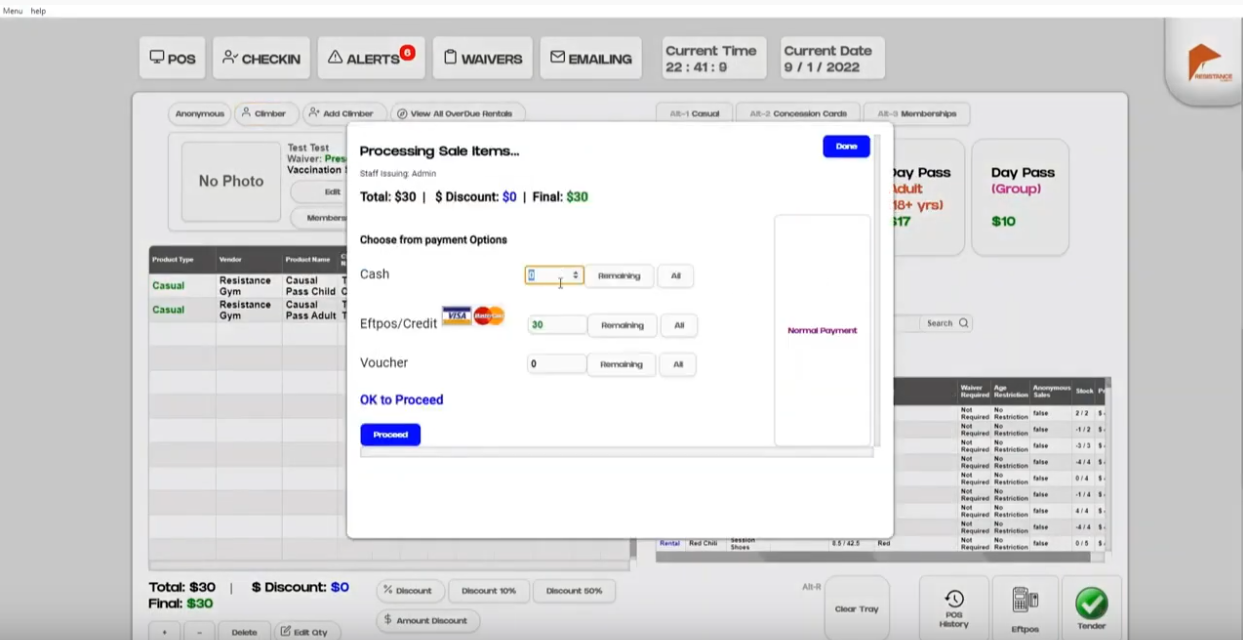 Menu help
POS
CHECKIN
ALERTS 6
WAIVERS
EMAILING
Current Time
22 : 41 : 9
Current Date
9 / 1 / 2022
RESISTANCE
Anonymous
Climber
Add Climber
View All OverDue Rentals
Alt-1 Casual
Alt-2 Concession Cards
Alt-3 Memberships
No Photo
Test Test
Waiver: Pres
Vaccination
Edit
Members
Processing Sale Items...
Done
Staff Issuing: Admin
Total: $30 | $ Discount: $0 | Final: $30
Choose from payment Options
Cash 0 Remaining All
Eftpos/Credit VISA MasterCard 30 Remaining All
Voucher 0 Remaining All
OK to Proceed
Proceed
Normal Payment
Day Pass
Adult
18+ yrs)
$17
Day Pass
(Group)
$10
Search
Product Type Vendor Product Name
Casual Resistance Gym Causal Pass Child
Casual Resistance Gym Causal Pass Adult
Waiver Required Age Restriction Anonymous Sales Stock
Not Required No Restriction false 2 / 2 $
Not Required No Restriction false -1 / 2 $
Not Required No Restriction false -3 / 3 $
Not Required No Restriction false -4 / 4 $
Not Required No Restriction false 0 / 4 $
Not Required No Restriction false -1 / 4 $
Not Required No Restriction false 4 / 4 $
Not Required No Restriction false -4 / 4 $
Rental Red Chili Session Shoes 8.5 / 42.5 Red Not Required No Restriction false 0 / 5 $
Total: $30 | $ Discount: $0
Final: $30
% Discount
Discount 10%
Discount 50%
$ Amount Discount
+
-
Delete
Edit Qty
Alt-R
Clear Tray
POS
History
Eftpos
Tender